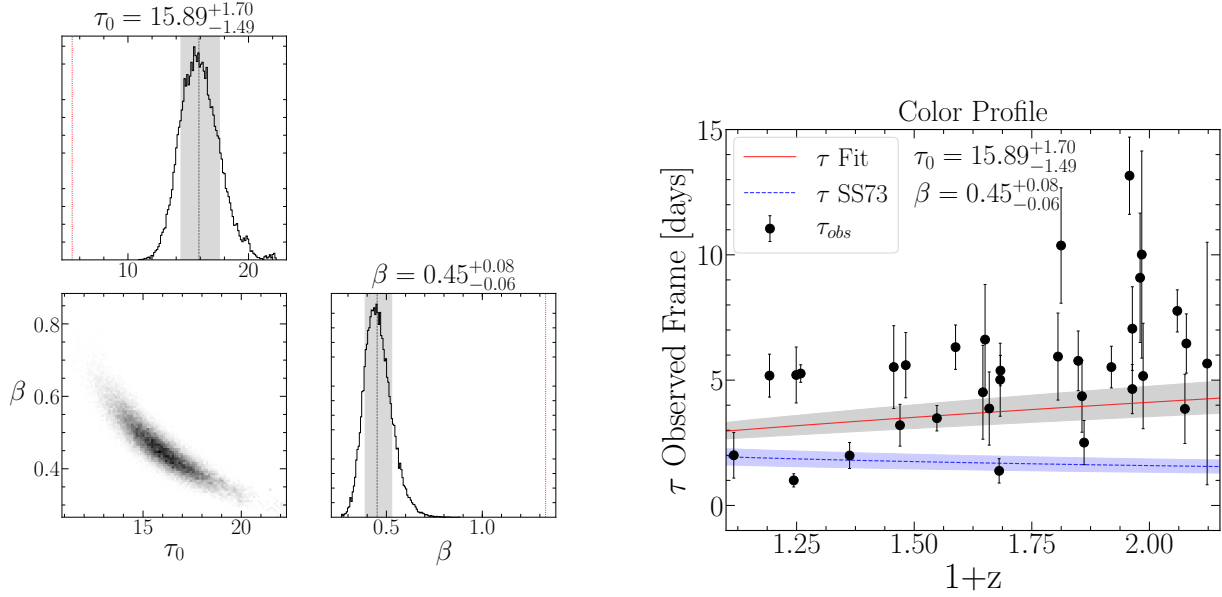 τ₀ = 15.89 +1.70 −1.49
10
20
β = 0.45 +0.08 −0.06
0.8
0.6
0.4
β
15
20
τ₀
0.5
1.0
β
Color Profile
τ Fit
τ SS73
τobs
τ₀ = 15.89 +1.70 −1.49
β = 0.45 +0.08 −0.06
15
10
5
0
τ Observed Frame [days]
1.25
1.50
1.75
2.00
1+z